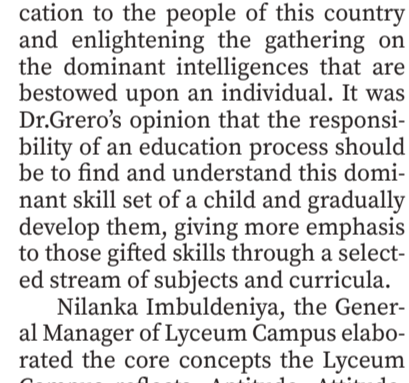 cation to the people of this country
and enlightening the gathering on
the dominant intelligences that are
bestowed upon an individual. It was
Dr.Grero’s opinion that the responsi-
bility of an education process should
be to find and understand this domi-
nant skill set of a child and gradually
develop them, giving more emphasis
to those gifted skills through a select-
ed stream of subjects and curricula.
Nilanka Imbuldeniya, the Gener-
al Manager of Lyceum Campus elabo-
rated the core concepts the Lyceum
Campus reflects, Aptitude, Attitude,